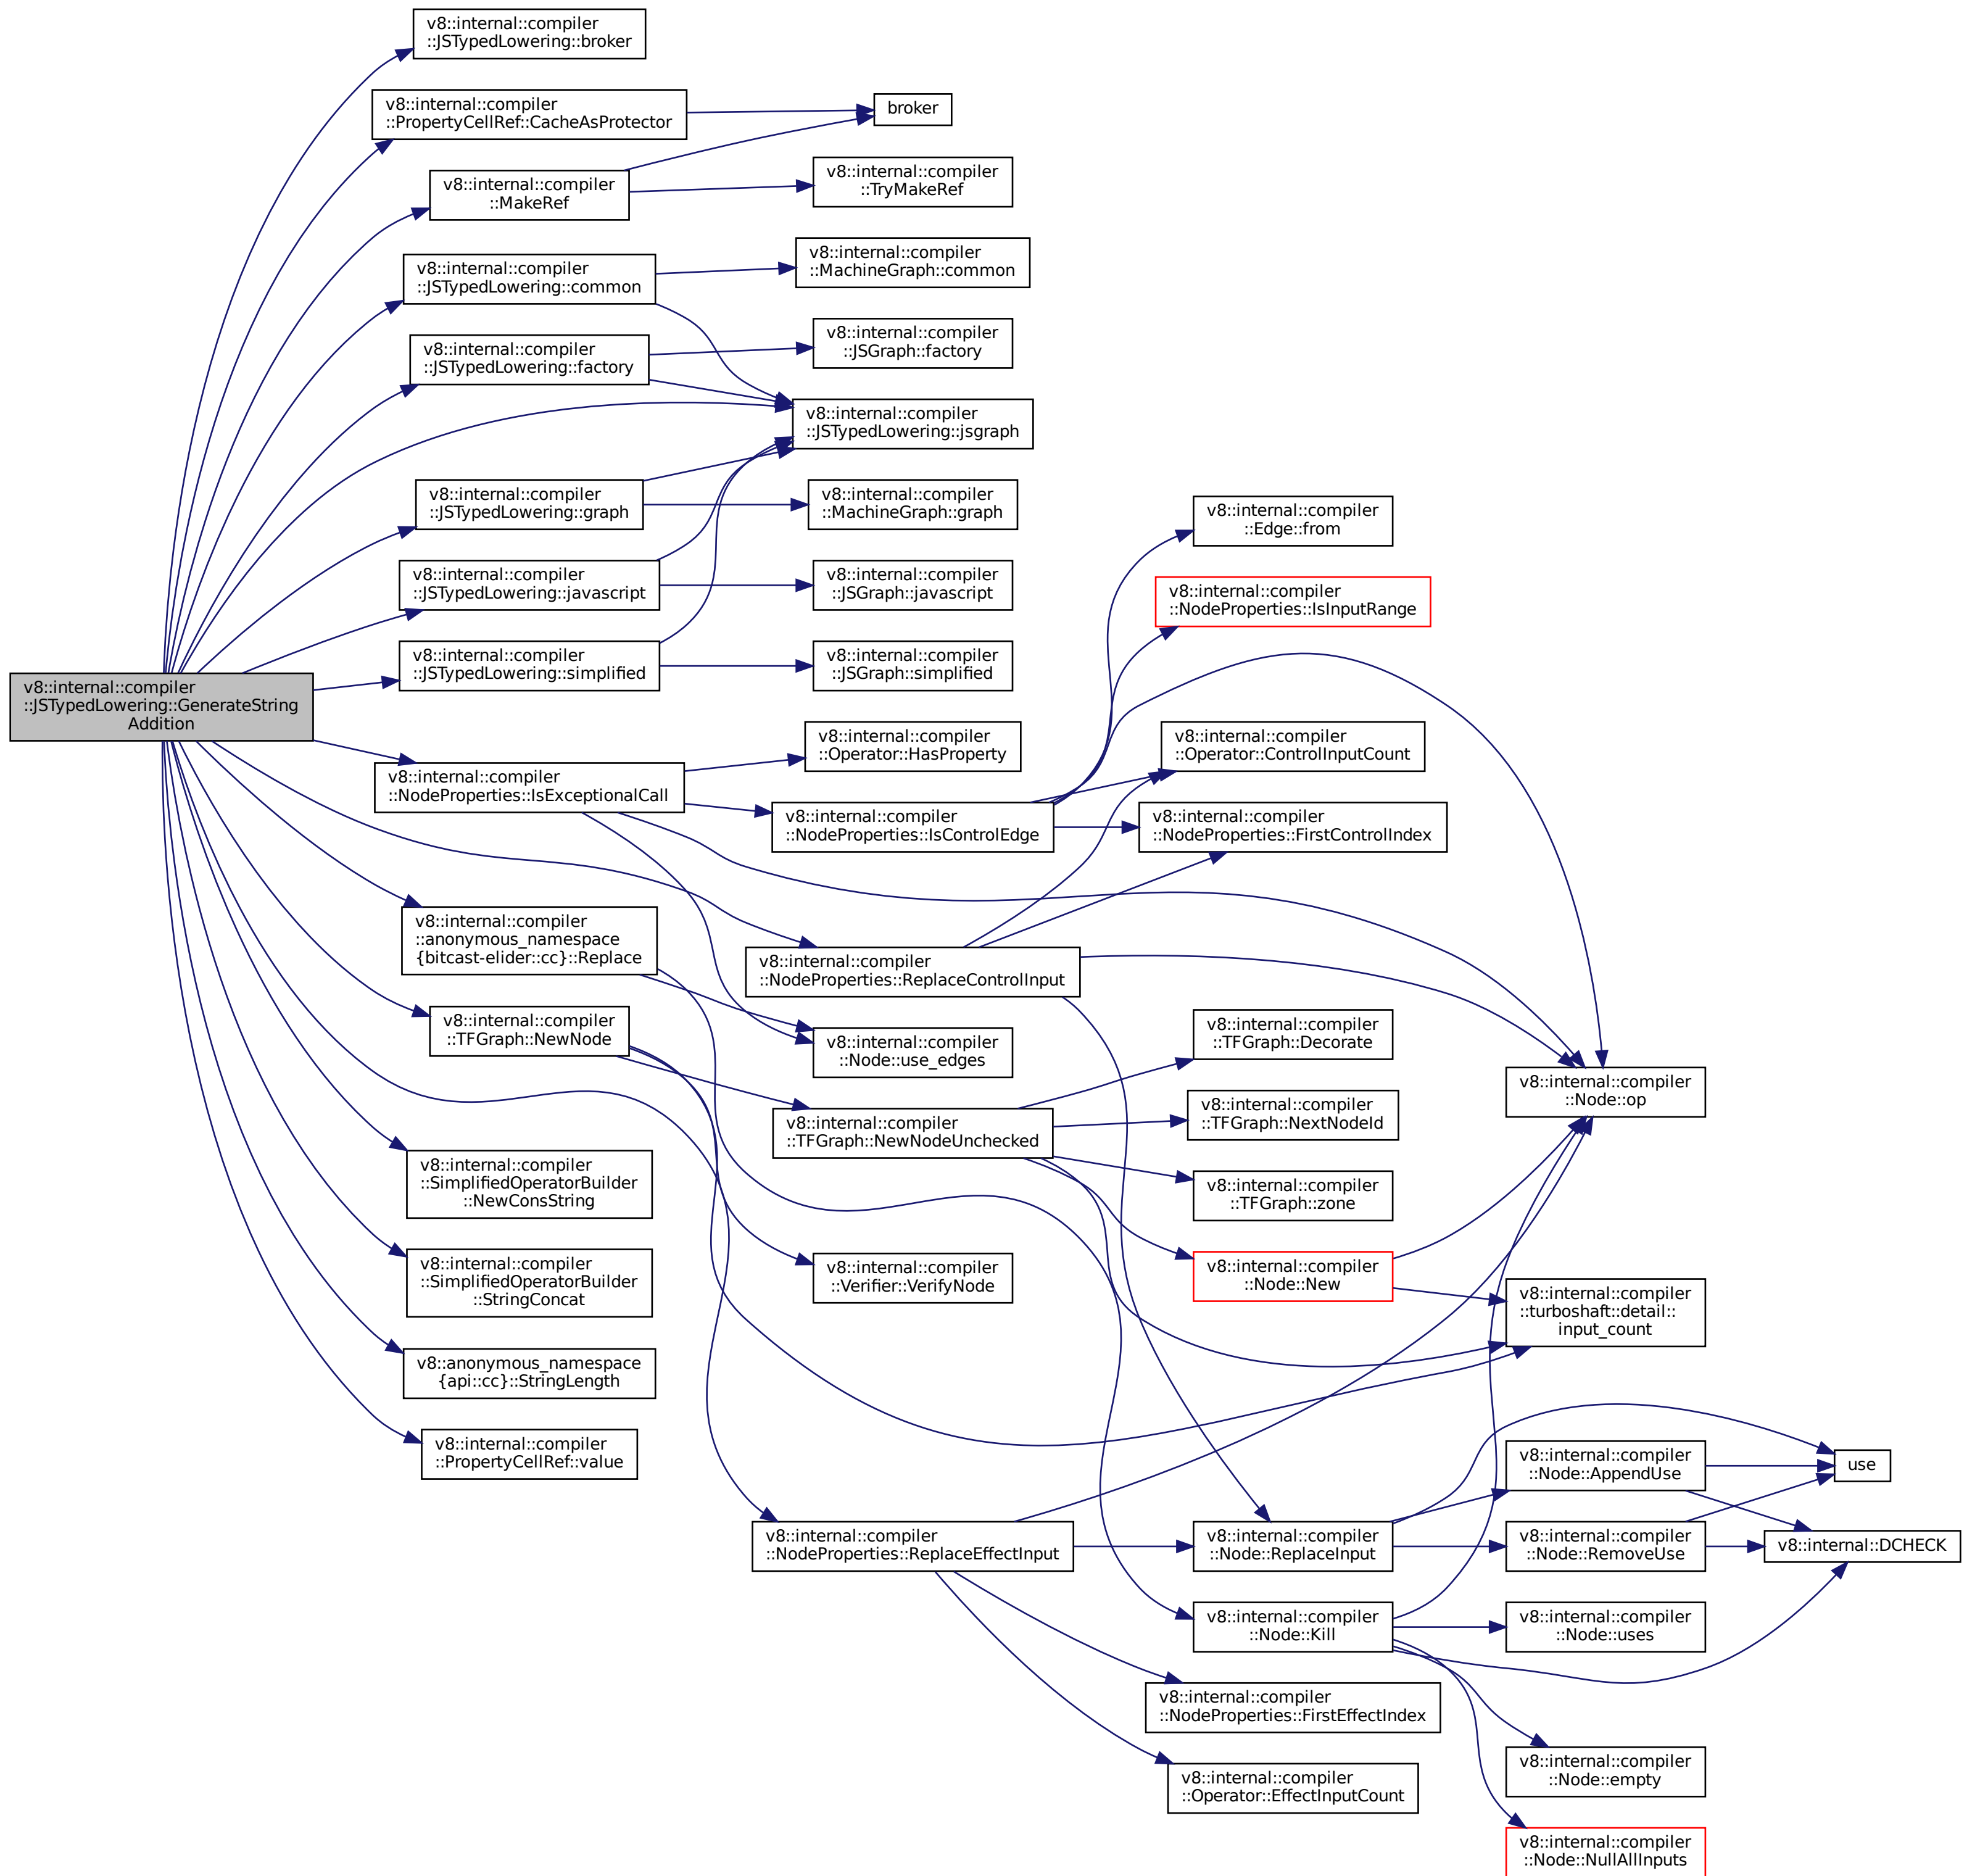 v8::internal::compiler
::JSTypedLowering::GenerateString
Addition
v8::internal::compiler
::JSTypedLowering::broker
v8::internal::compiler
::PropertyCellRef::CacheAsProtector
v8::internal::compiler
::MakeRef
v8::internal::compiler
::JSTypedLowering::common
v8::internal::compiler
::JSTypedLowering::factory
v8::internal::compiler
::JSTypedLowering::graph
v8::internal::compiler
::JSTypedLowering::javascript
v8::internal::compiler
::JSTypedLowering::simplified
v8::internal::compiler
::NodeProperties::IsExceptionalCall
v8::internal::compiler
::anonymous_namespace
{bitcast-elider::cc}::Replace
v8::internal::compiler
::TFGraph::NewNode
v8::internal::compiler
::SimplifiedOperatorBuilder
::NewConsString
v8::internal::compiler
::SimplifiedOperatorBuilder
::StringConcat
v8::anonymous_namespace
{api::cc}::StringLength
v8::internal::compiler
::PropertyCellRef::value
broker
v8::internal::compiler
::TryMakeRef
v8::internal::compiler
::MachineGraph::common
v8::internal::compiler
::JSGraph::factory
v8::internal::compiler
::JSTypedLowering::jsgraph
v8::internal::compiler
::MachineGraph::graph
v8::internal::compiler
::JSGraph::javascript
v8::internal::compiler
::JSGraph::simplified
v8::internal::compiler
::Operator::HasProperty
v8::internal::compiler
::NodeProperties::IsControlEdge
v8::internal::compiler
::NodeProperties::ReplaceControlInput
v8::internal::compiler
::Node::use_edges
v8::internal::compiler
::TFGraph::NewNodeUnchecked
v8::internal::compiler
::Verifier::VerifyNode
v8::internal::compiler
::NodeProperties::ReplaceEffectInput
v8::internal::compiler
::Edge::from
v8::internal::compiler
::NodeProperties::IsInputRange
v8::internal::compiler
::Operator::ControlInputCount
v8::internal::compiler
::NodeProperties::FirstControlIndex
v8::internal::compiler
::TFGraph::Decorate
v8::internal::compiler
::TFGraph::NextNodeId
v8::internal::compiler
::TFGraph::zone
v8::internal::compiler
::Node::New
v8::internal::compiler
::Node::ReplaceInput
v8::internal::compiler
::Node::Kill
v8::internal::compiler
::NodeProperties::FirstEffectIndex
v8::internal::compiler
::Operator::EffectInputCount
v8::internal::compiler
::Node::op
v8::internal::compiler
::turboshaft::detail::
input_count
v8::internal::compiler
::Node::AppendUse
v8::internal::compiler
::Node::RemoveUse
v8::internal::compiler
::Node::uses
v8::internal::compiler
::Node::empty
v8::internal::compiler
::Node::NullAllInputs
use
v8::internal::DCHECK